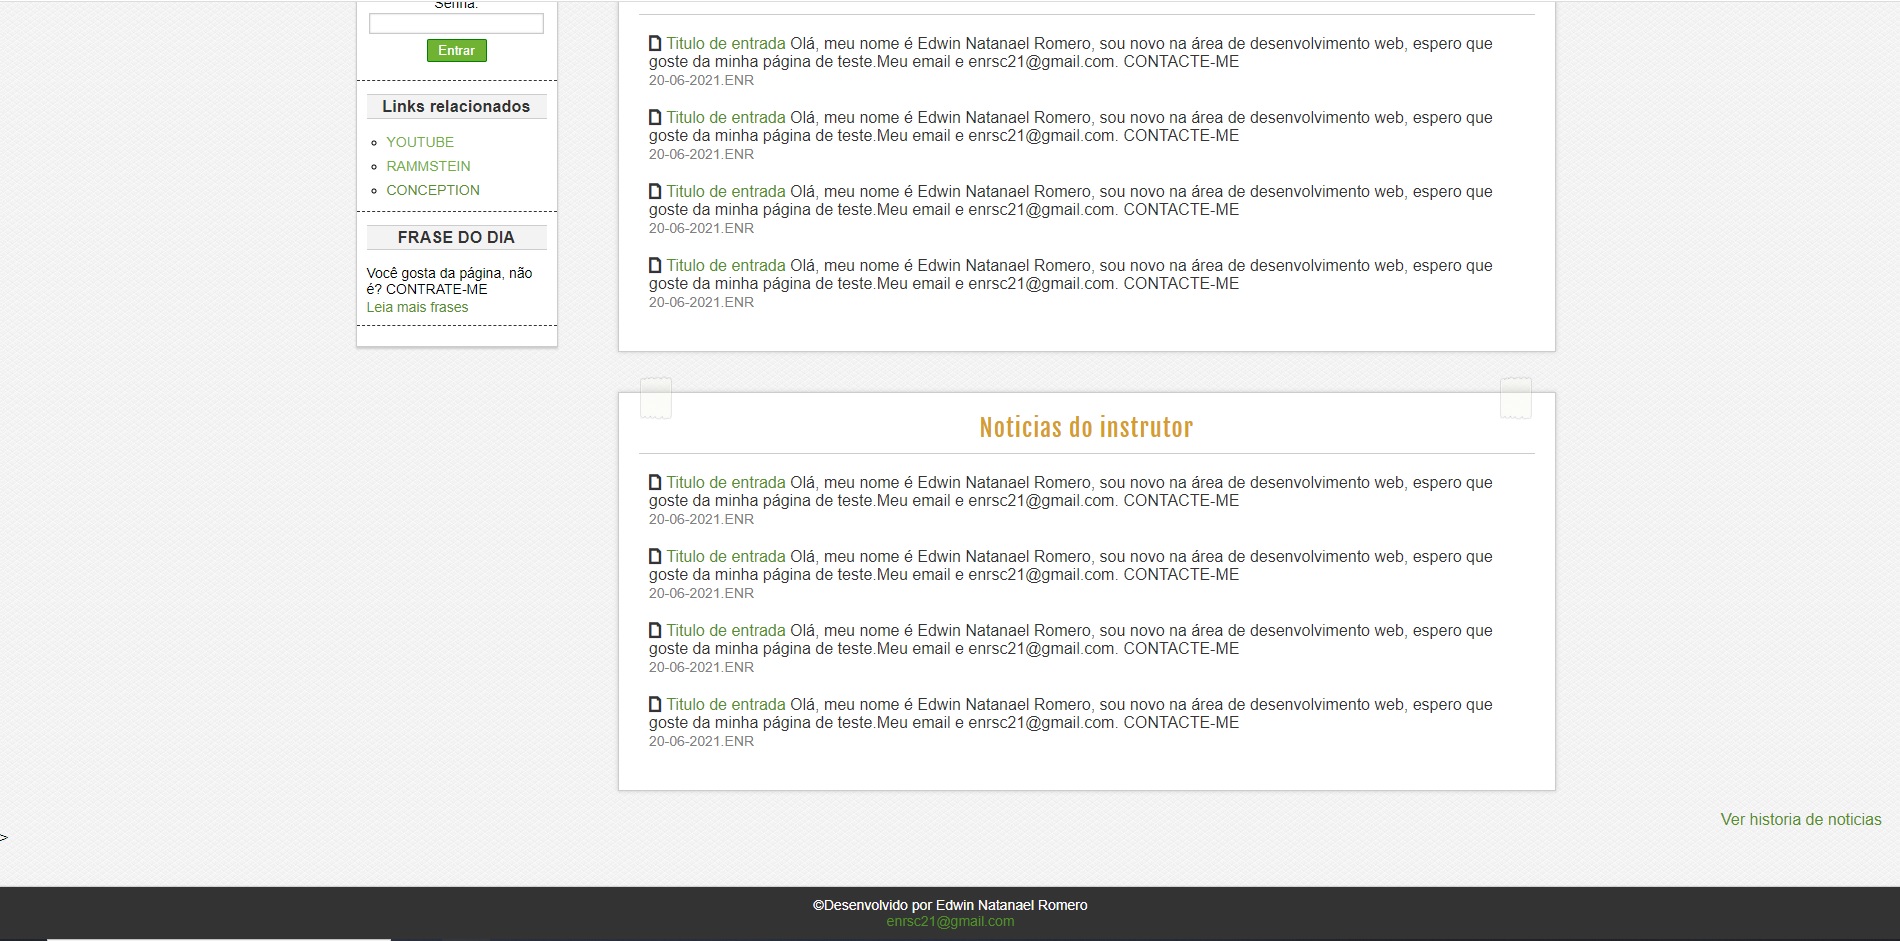 Senha:
Entrar
Links relacionados
YOUTUBE
RAMMSTEIN
CONCEPTION
FRASE DO DIA
Você gosta da página, não
é? CONTRATE-ME
Leia mais frases
Titulo de entrada Olá, meu nome é Edwin Natanael Romero, sou novo na área de desenvolvimento web, espero que
goste da minha página de teste.Meu email e enrsc21@gmail.com. CONTACTE-ME
20-06-2021.ENR
Titulo de entrada Olá, meu nome é Edwin Natanael Romero, sou novo na área de desenvolvimento web, espero que
goste da minha página de teste.Meu email e enrsc21@gmail.com. CONTACTE-ME
20-06-2021.ENR
Titulo de entrada Olá, meu nome é Edwin Natanael Romero, sou novo na área de desenvolvimento web, espero que
goste da minha página de teste.Meu email e enrsc21@gmail.com. CONTACTE-ME
20-06-2021.ENR
Titulo de entrada Olá, meu nome é Edwin Natanael Romero, sou novo na área de desenvolvimento web, espero que
goste da minha página de teste.Meu email e enrsc21@gmail.com. CONTACTE-ME
20-06-2021.ENR
Noticias do instrutor
Titulo de entrada Olá, meu nome é Edwin Natanael Romero, sou novo na área de desenvolvimento web, espero que
goste da minha página de teste.Meu email e enrsc21@gmail.com. CONTACTE-ME
20-06-2021.ENR
Titulo de entrada Olá, meu nome é Edwin Natanael Romero, sou novo na área de desenvolvimento web, espero que
goste da minha página de teste.Meu email e enrsc21@gmail.com. CONTACTE-ME
20-06-2021.ENR
Titulo de entrada Olá, meu nome é Edwin Natanael Romero, sou novo na área de desenvolvimento web, espero que
goste da minha página de teste.Meu email e enrsc21@gmail.com. CONTACTE-ME
20-06-2021.ENR
Titulo de entrada Olá, meu nome é Edwin Natanael Romero, sou novo na área de desenvolvimento web, espero que
goste da minha página de teste.Meu email e enrsc21@gmail.com. CONTACTE-ME
20-06-2021.ENR
Ver historia de noticias
>
©Desenvolvido por Edwin Natanael Romero
enrsc21@gmail.com